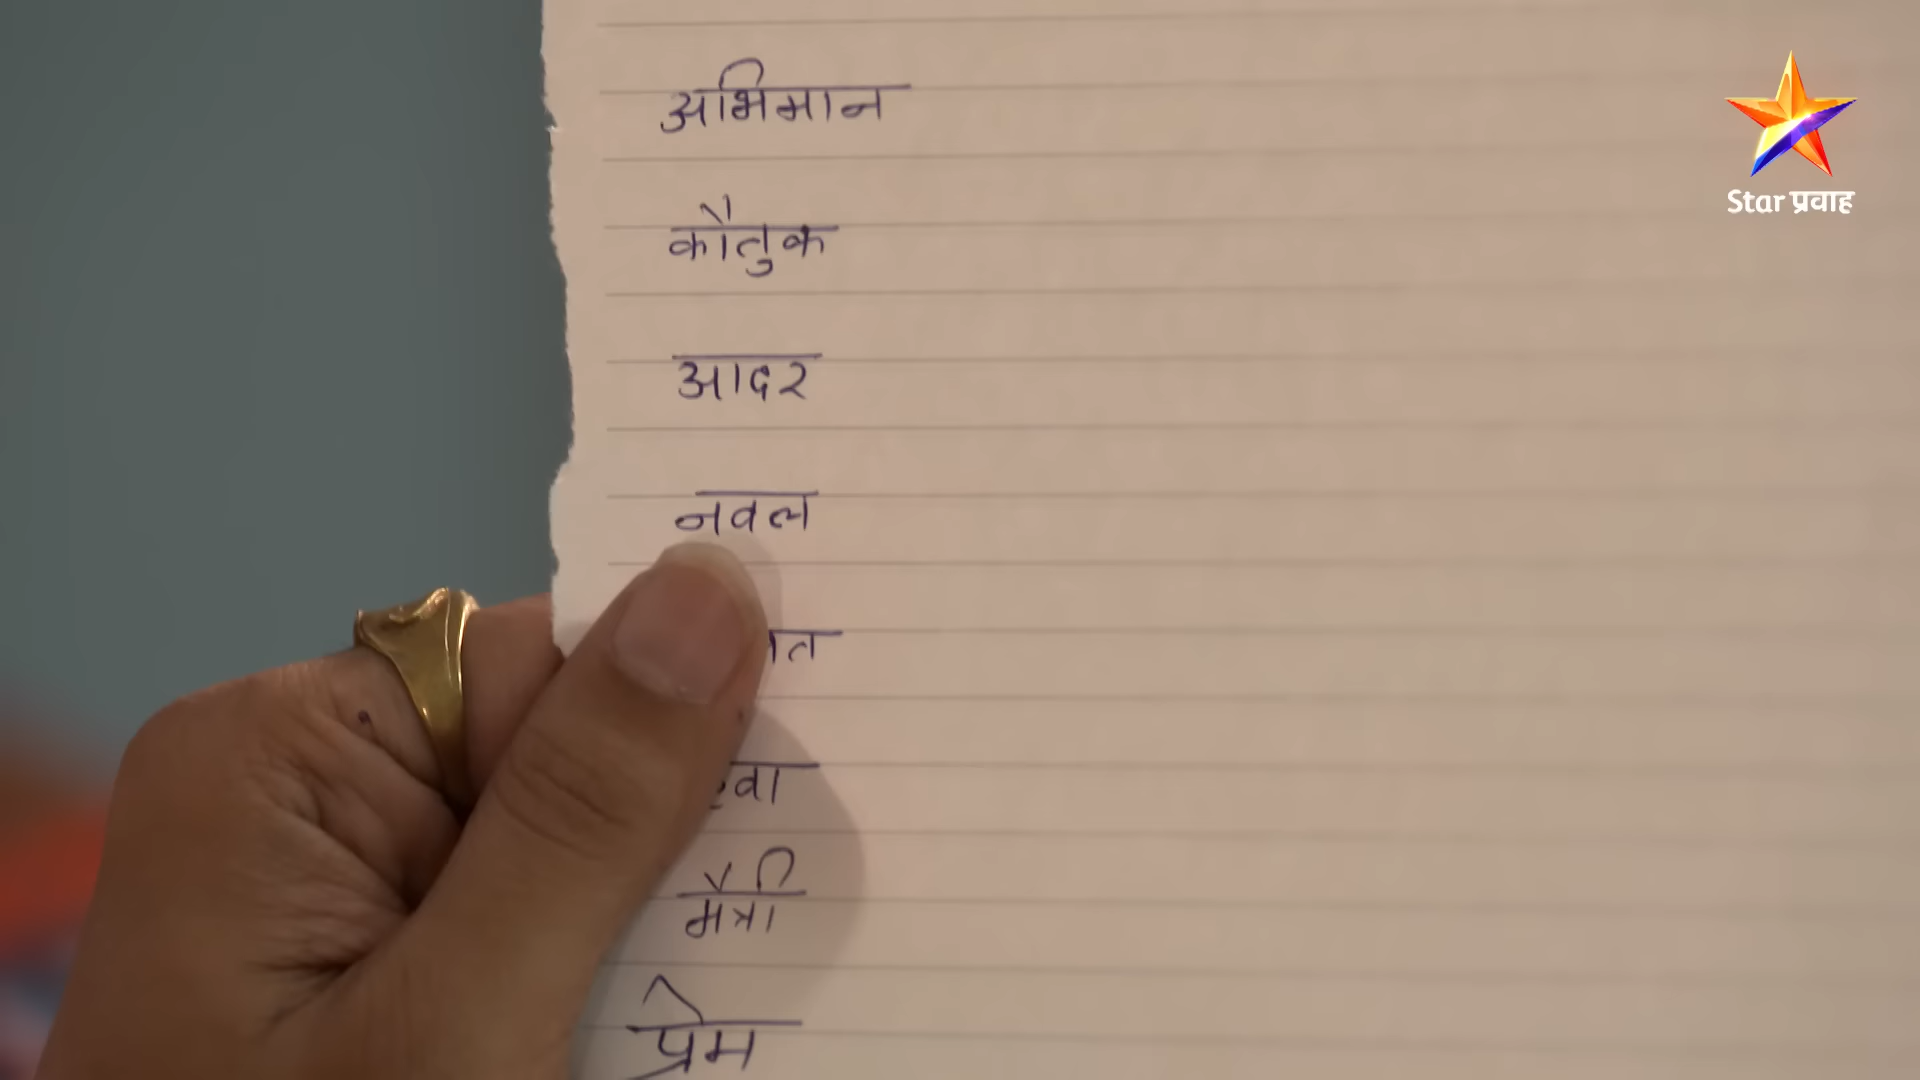 अभिमान
कौतुक
आदर
नवल
मैत्री
प्रेम
Star प्रवाह